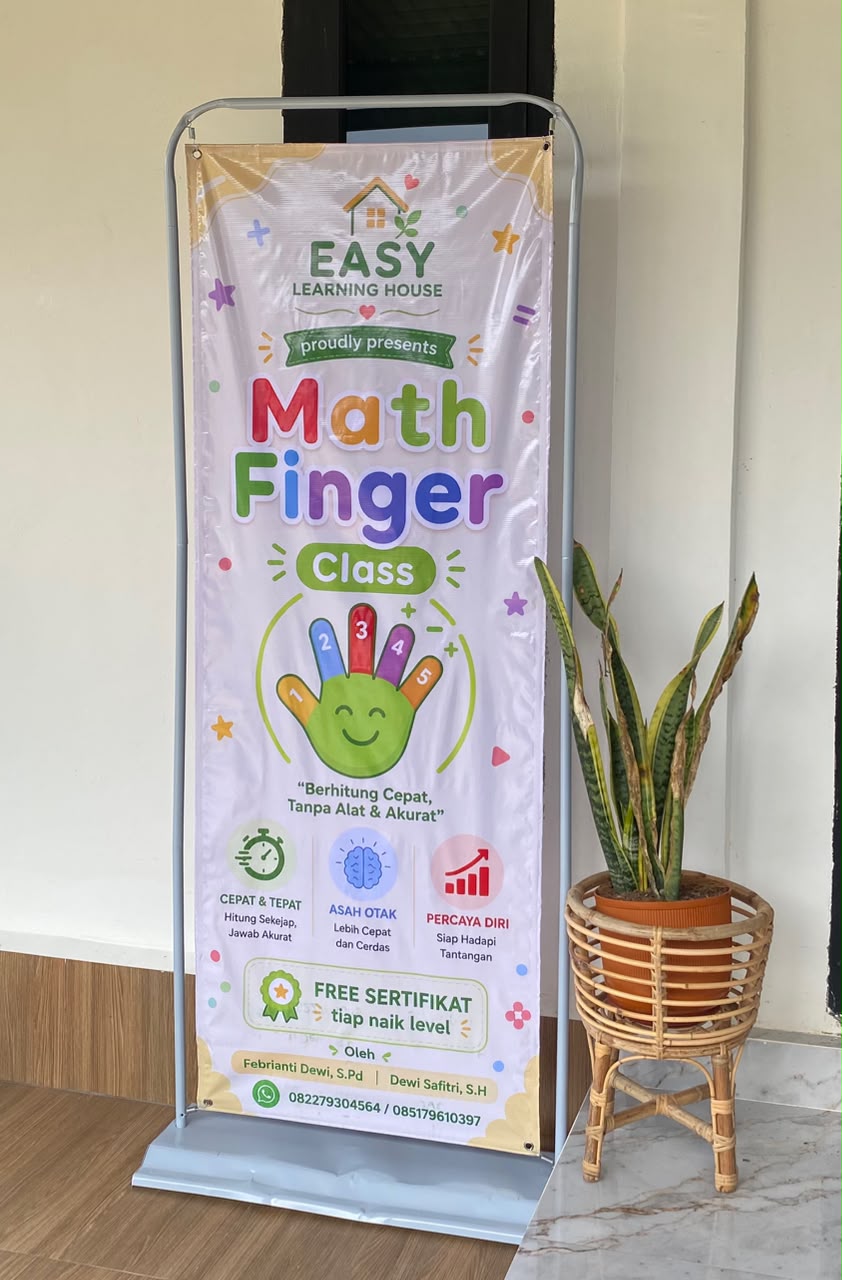 EASY
LEARNING HOUSE
proudly presents
Math
Finger
Class
1 2 3 4 5
“Berhitung Cepat,
Tanpa Alat & Akurat”
CEPAT & TEPAT
Hitung Sekejap,
Jawab Akurat
ASAH OTAK
Lebih Cepat
dan Cerdas
PERCAYA DIRI
Siap Hadapi
Tantangan
FREE SERTIFIKAT
tiap naik level
Oleh
Febrianti Dewi, S.Pd | Dewi Safitri, S.H
082279304564 / 085179610397